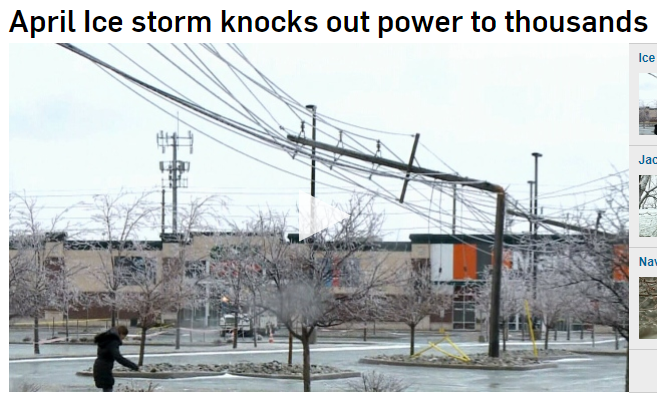 April Ice storm knocks out power to thousands
Ice
Jac
Nav